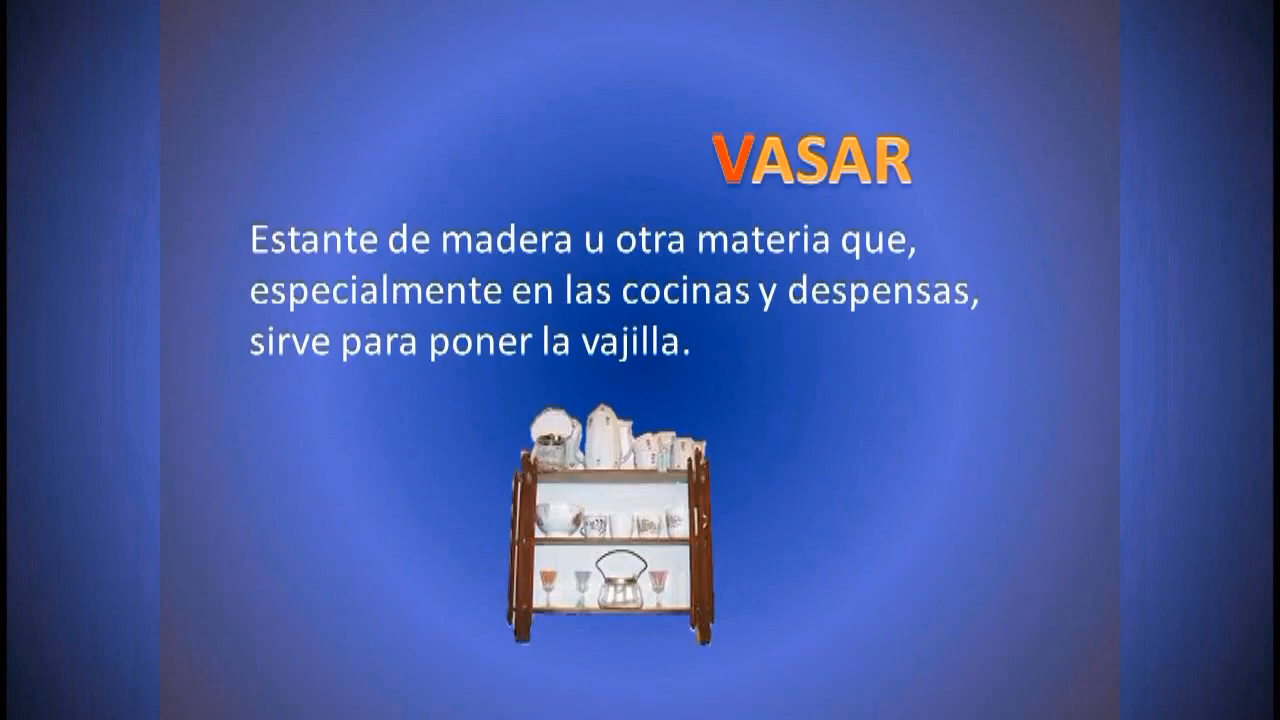 VASAR
Estante de madera u otra materia que,
especialmente en las cocinas y despensas,
sirve para poner la vajilla.